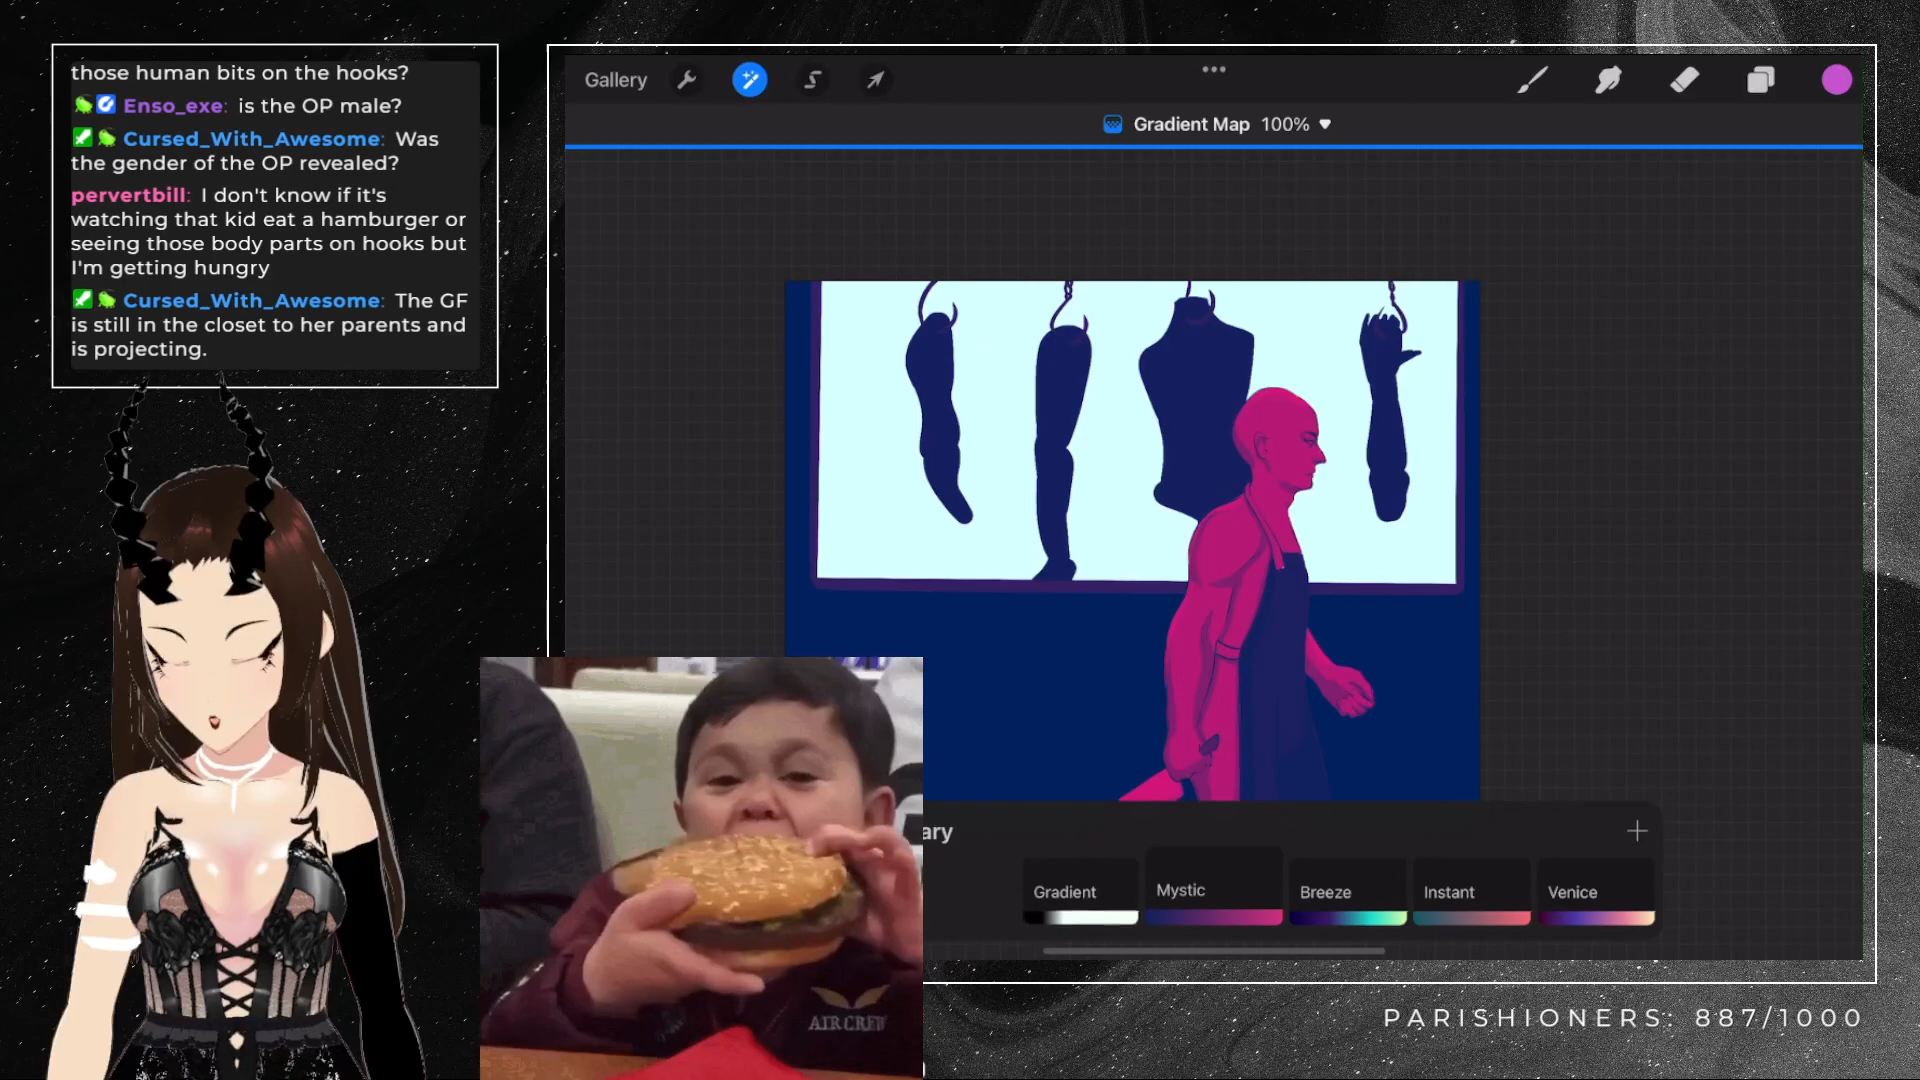 those human bits on the hooks?
Enso_exe: is the OP male?
Cursed_With_Awesome: Was
the gender of the OP revealed?
pervertbill: I don't know if it's
watching that kid eat a hamburger or
seeing those body parts on hooks but
I'm getting hungry
Cursed_With_Awesome: The GF
is still in the closet to her parents and
is projecting.
Gallery
Gradient Map 100%
ary
Gradient
Mystic
Breeze
Instant
Venice
AIR CREW
PARISHIONERS: 887/1000